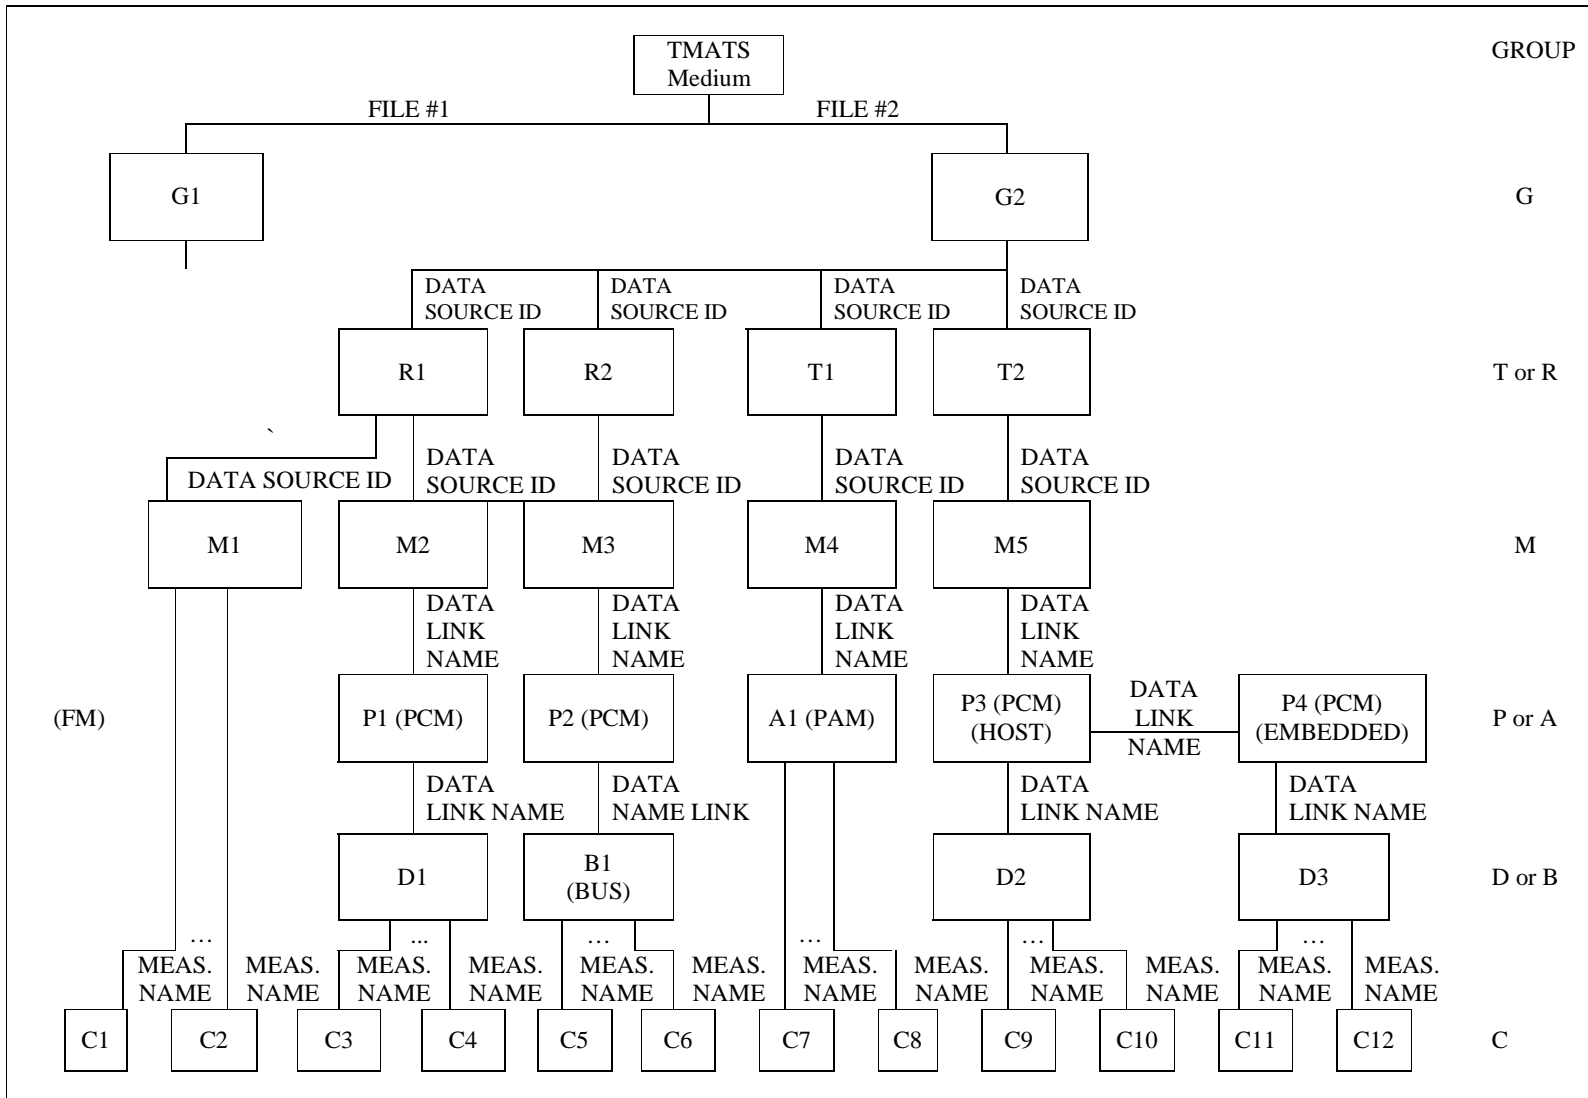 TMATS
Medium
GROUP
FILE #1
FILE #2
G1
G2
G
DATA
SOURCE ID
DATA
SOURCE ID
DATA
SOURCE ID
DATA
SOURCE ID
R1
R2
T1
T2
T or R
`
DATA SOURCE ID
DATA
SOURCE ID
DATA
SOURCE ID
DATA
SOURCE ID
DATA
SOURCE ID
M1
M2
M3
M4
M5
M
DATA
LINK
NAME
DATA
LINK
NAME
DATA
LINK
NAME
DATA
LINK
NAME
(FM)
P1 (PCM)
P2 (PCM)
A1 (PAM)
P3 (PCM)
(HOST)
DATA
LINK
NAME
P4 (PCM)
(EMBEDDED)
P or A
DATA
LINK NAME
DATA
NAME LINK
DATA
LINK NAME
DATA
LINK NAME
D1
B1
(BUS)
D2
D3
D or B
…
...
…
…
…
…
MEAS.
NAME
MEAS.
NAME
MEAS.
NAME
MEAS.
NAME
MEAS.
NAME
MEAS.
NAME
MEAS.
NAME
MEAS.
NAME
MEAS.
NAME
MEAS.
NAME
MEAS.
NAME
MEAS.
NAME
C1
C2
C3
C4
C5
C6
C7
C8
C9
C10
C11
C12
C